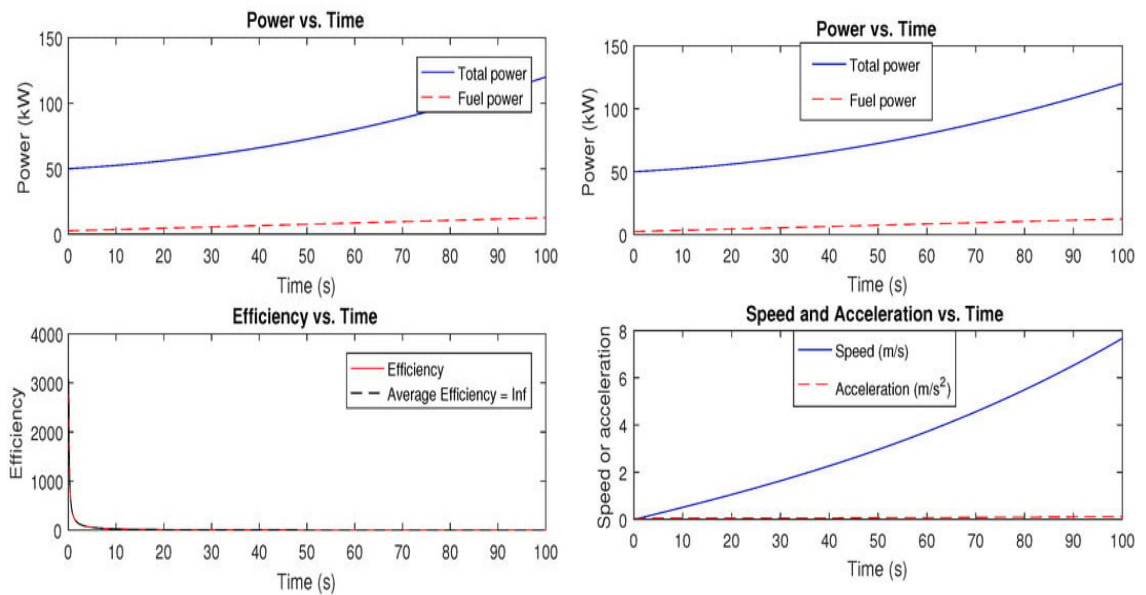 Power vs. Time
150
100
50
0
Power (kW)
Total power
Fuel power
0 10 20 30 40 50 60 70 80 90 100
Time (s)
Power vs. Time
150
100
50
0
Power (kW)
Total power
Fuel power
0 10 20 30 40 50 60 70 80 90 100
Time (s)
Efficiency vs. Time
4000
3000
2000
1000
0
Efficiency
Efficiency
Average Efficiency = Inf
0 10 20 30 40 50 60 70 80 90 100
Time (s)
Speed and Acceleration vs. Time
8
6
4
2
0
Speed or acceleration
Speed (m/s)
Acceleration (m/s²)
0 10 20 30 40 50 60 70 80 90 100
Time (s)